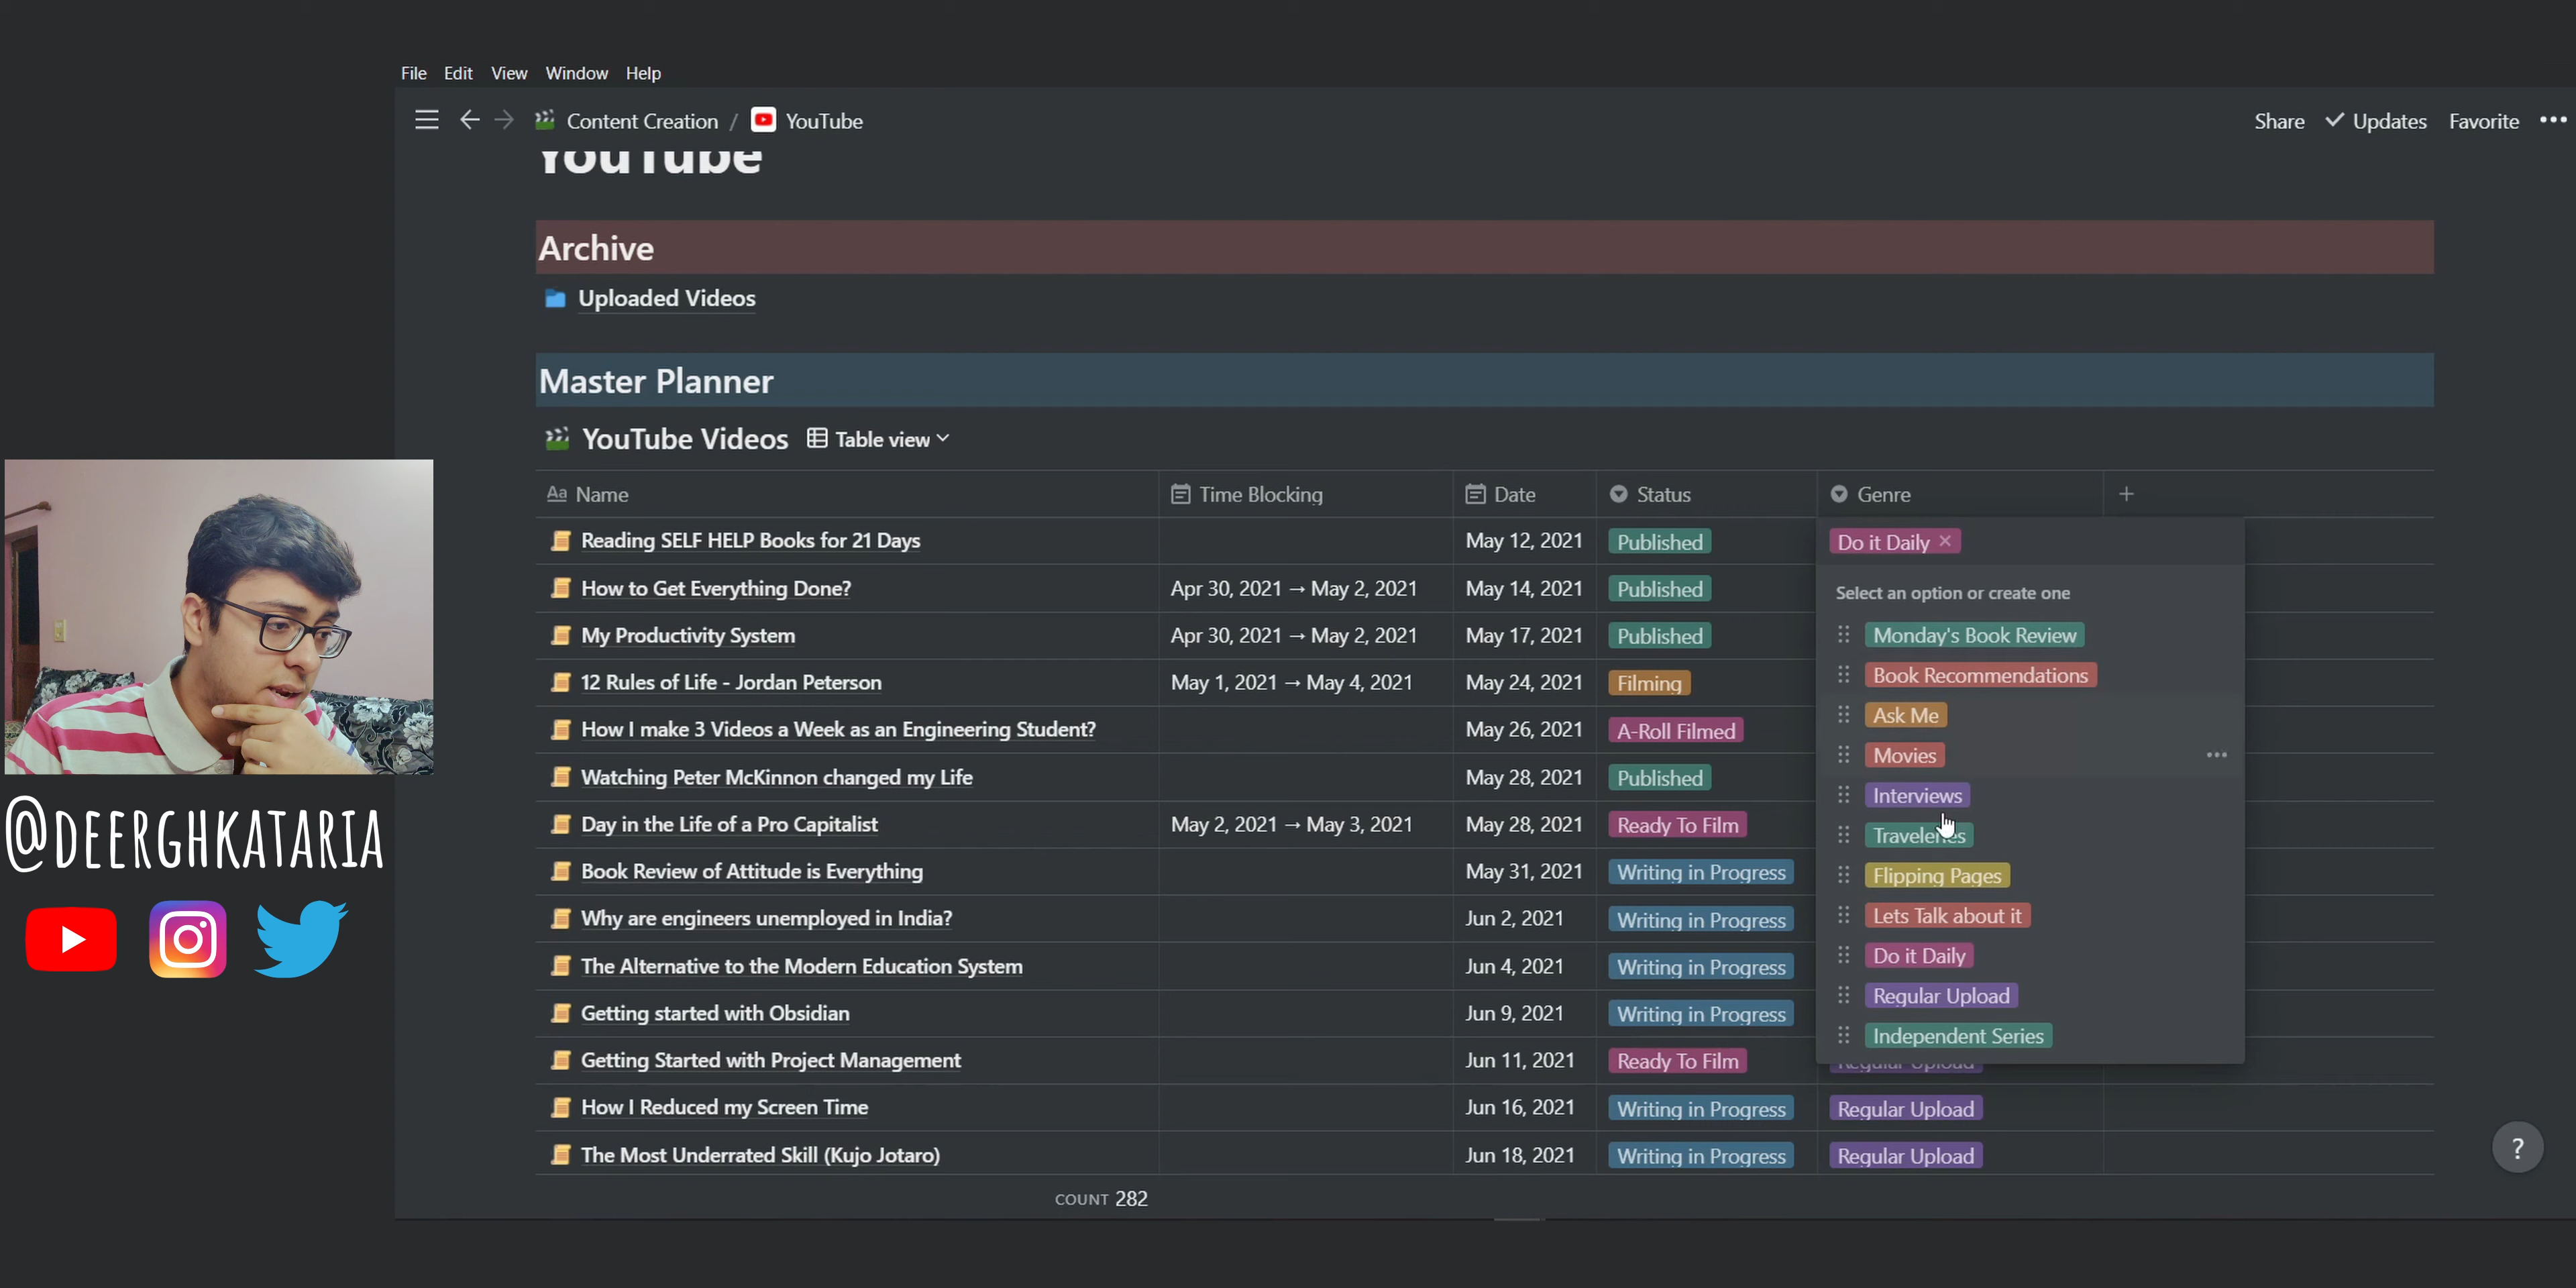 File Edit View Window Help
Content Creation / YouTube
Share Updates Favorite
YouTube
Archive
Uploaded Videos
Master Planner
YouTube Videos Table view
Aa Name Time Blocking Date Status Genre
Reading SELF HELP Books for 21 Days May 12, 2021 Published Do it Daily
How to Get Everything Done? Apr 30, 2021 → May 2, 2021 May 14, 2021 Published
Select an option or create one
My Productivity System Apr 30, 2021 → May 2, 2021 May 17, 2021 Published
Monday's Book Review
12 Rules of Life - Jordan Peterson May 1, 2021 → May 4, 2021 May 24, 2021 Filming
Book Recommendations
Ask Me
How I make 3 Videos a Week as an Engineering Student? May 26, 2021 A-Roll Filmed
Movies
Watching Peter McKinnon changed my Life May 28, 2021 Published
Interviews
Day in the Life of a Pro Capitalist May 2, 2021 → May 3, 2021 May 28, 2021 Ready To Film
Book Review of Attitude is Everything May 31, 2021 Writing in Progress
Flipping Pages
Why are engineers unemployed in India? Jun 2, 2021 Writing in Progress
Lets Talk about it
The Alternative to the Modern Education System Jun 4, 2021 Writing in Progress
Do it Daily
Getting started with Obsidian Jun 9, 2021 Writing in Progress
Regular Upload
Independent Series
Getting Started with Project Management Jun 11, 2021 Ready To Film Regular Upload
How I Reduced my Screen Time Jun 16, 2021 Writing in Progress Regular Upload
The Most Underrated Skill (Kujo Jotaro) Jun 18, 2021 Writing in Progress Regular Upload
COUNT 282
?
@DEERGHKATARIA